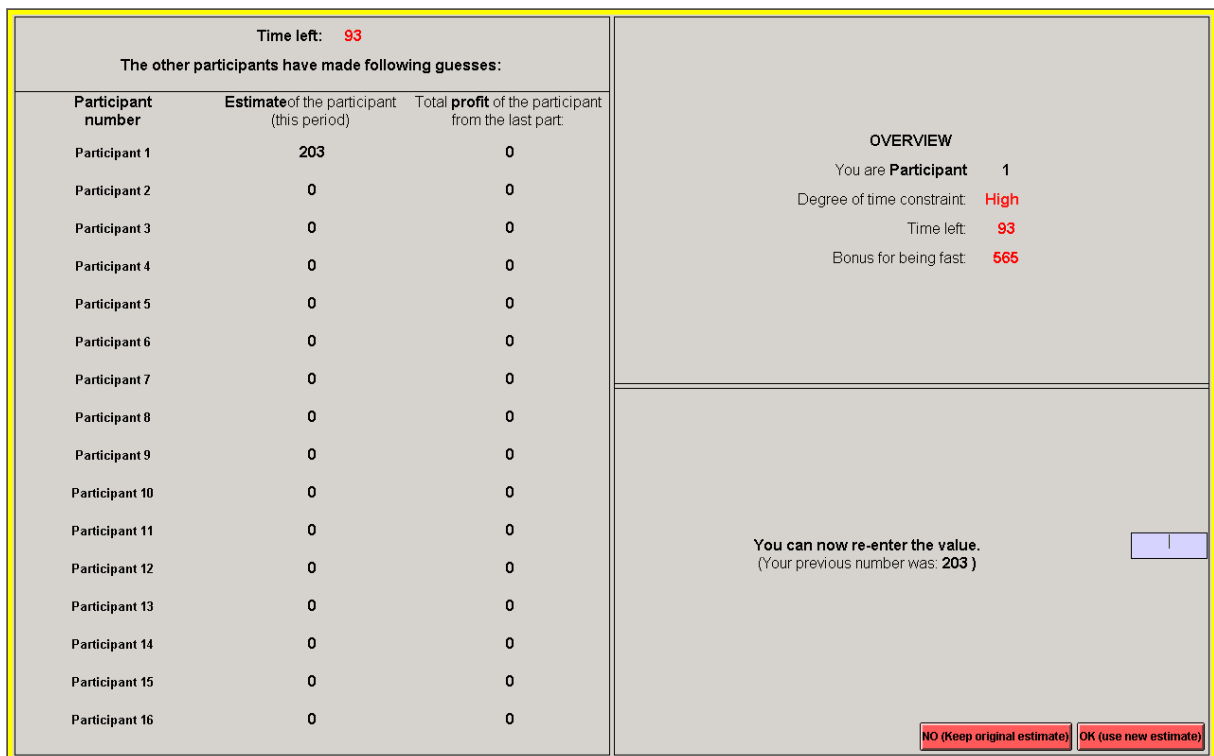 Time left: 93
The other participants have made following guesses:
Participant number Estimate of the participant (this period) Total profit of the participant from the last part:
Participant 1 203 0
Participant 2 0 0
Participant 3 0 0
Participant 4 0 0
Participant 5 0 0
Participant 6 0 0
Participant 7 0 0
Participant 8 0 0
Participant 9 0 0
Participant 10 0 0
Participant 11 0 0
Participant 12 0 0
Participant 13 0 0
Participant 14 0 0
Participant 15 0 0
Participant 16 0 0
OVERVIEW
You are Participant 1
Degree of time constraint: High
Time left: 93
Bonus for being fast: 565
You can now re-enter the value.
(Your previous number was: 203 )
NO (Keep original estimate) OK (use new estimate)